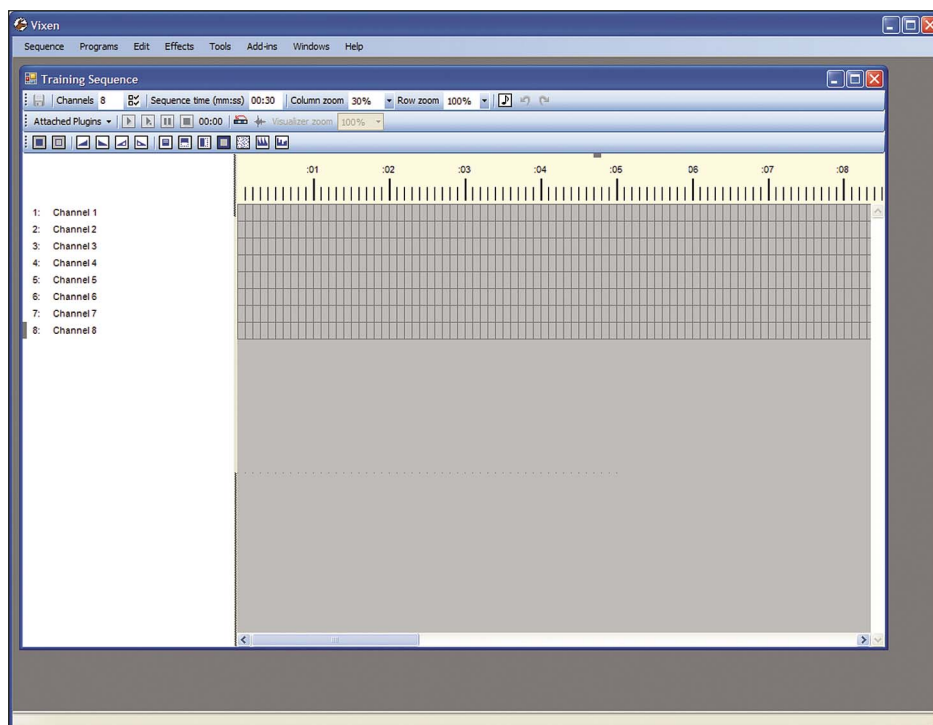 Vixen
Sequence Programs Edit Effects Tools Add-ins Windows Help
Training Sequence
Channels 8 Sequence time (mm:ss) 00:30 Column zoom 30% Row zoom 100%
Attached Plugins 00:00 Visualizer zoom 100%
:01 :02 :03 :04 :05 06 :07 :08
1: Channel 1
2: Channel 2
3: Channel 3
4: Channel 4
5: Channel 5
6: Channel 6
7: Channel 7
8: Channel 8